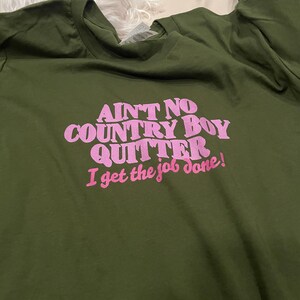 AIN'T NO
COUNTRY BOY
QUITTER
I get the job done!